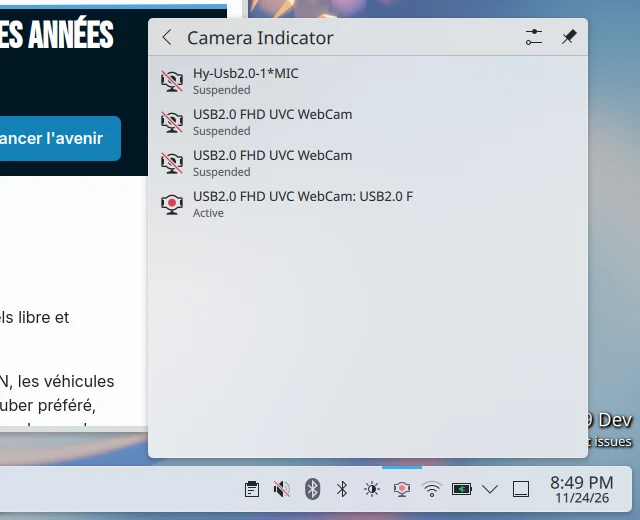 ES ANNÉES
ancer l'avenir
ls libre et
N, les véhicules
uber préféré,
Camera Indicator
Hy-Usb2.0-1*MIC
Suspended
USB2.0 FHD UVC WebCam
Suspended
USB2.0 FHD UVC WebCam
Suspended
USB2.0 FHD UVC WebCam: USB2.0 F
Active
9 Dev
t issues
8:49 PM
11/24/26